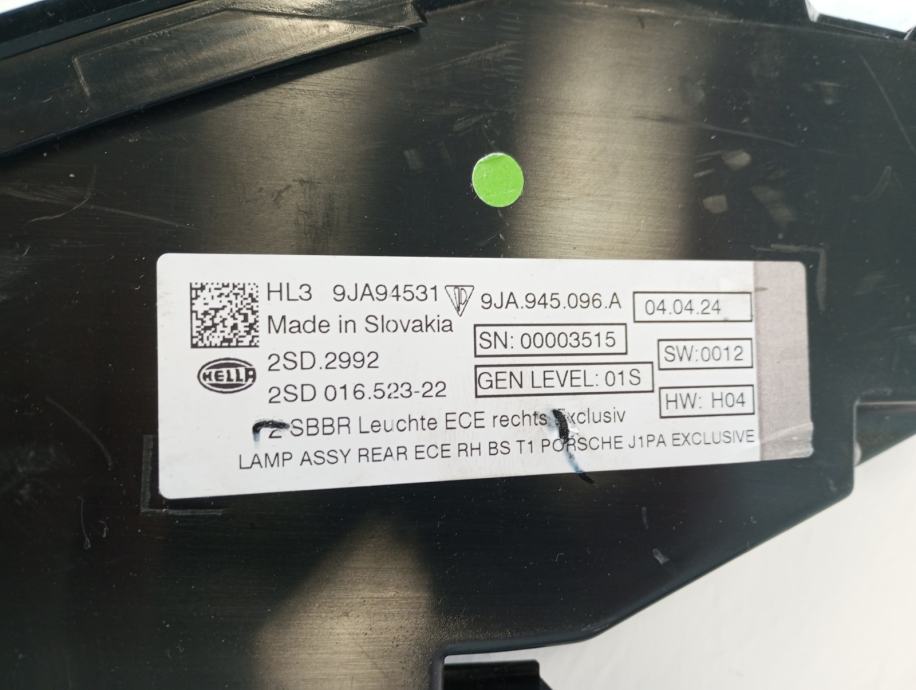 HL3 9JA94531
9JA.945.096.A
04.04.24
Made in Slovakia
SN: 00003515
SW:0012
HELLA
2SD.2992
2SD 016.523-22
GEN LEVEL: 01S
HW: H04
2-SBBR Leuchte ECE rechts Exclusiv
LAMP ASSY REAR ECE RH BS T1 PORSCHE J1PA EXCLUSIVE